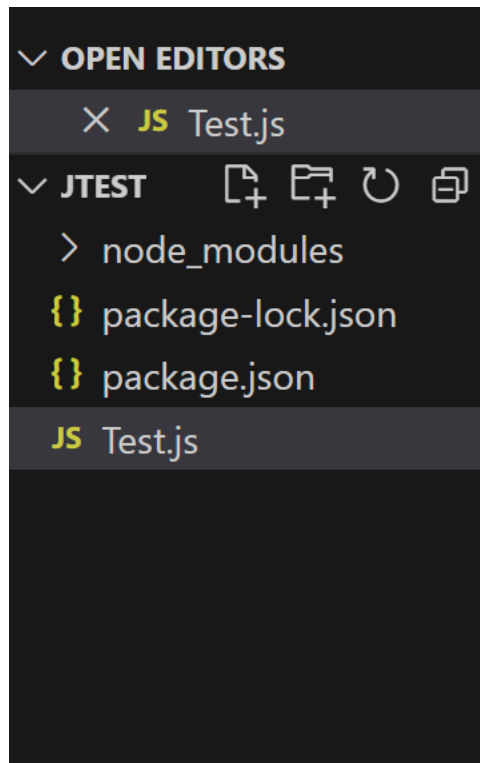 OPEN EDITORS
JS Test.js
JTEST
node_modules
{} package-lock.json
{} package.json
JS Test.js